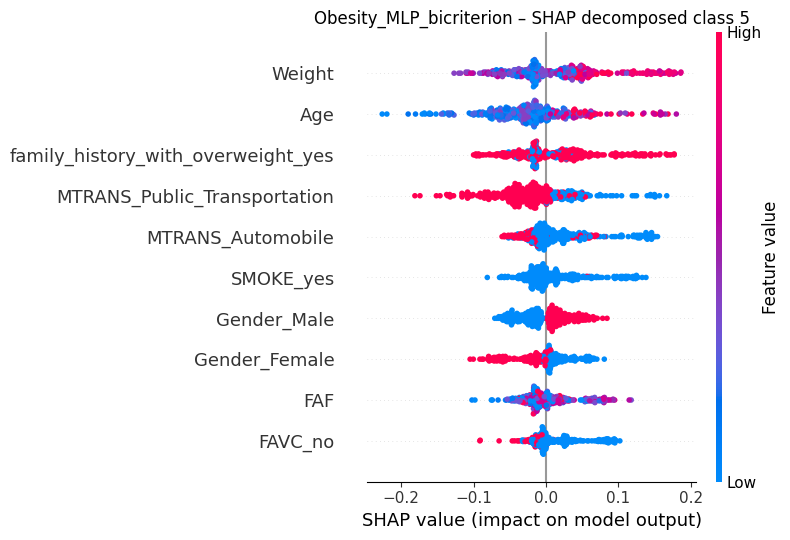 Obesity_MLP_bicriterion – SHAP decomposed class 5
High
Weight
Age
family_history_with_overweight_yes
MTRANS_Public_Transportation
MTRANS_Automobile
SMOKE_yes
Gender_Male
Gender_Female
FAF
FAVC_no
Feature value
Low
−0.2 −0.1 0.0 0.1 0.2
SHAP value (impact on model output)